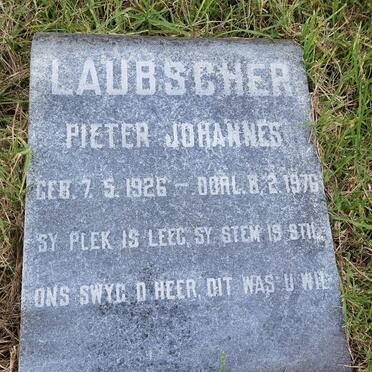 LAUBSCHER
PIETER JOHANNES
GEB. 7. 5. 1926 — OORL. 8. 2. 1976
SY PLEK IS LEEG, SY STEM IS STIL
ONS SWYG, O HEER, DIT WAS U WIL